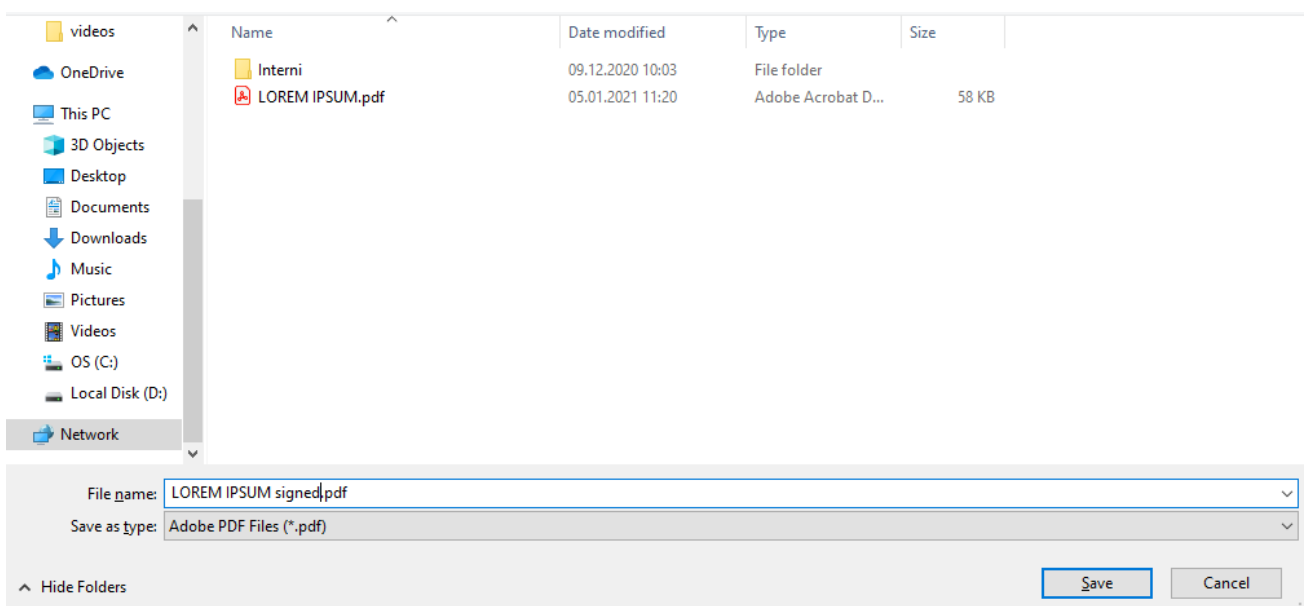 videos
OneDrive
This PC
3D Objects
Desktop
Documents
Downloads
Music
Pictures
Videos
OS (C:)
Local Disk (D:)
Network
Name Date modified Type Size
Interni 09.12.2020 10:03 File folder
LOREM IPSUM.pdf 05.01.2021 11:20 Adobe Acrobat D... 58 KB
File name: LOREM IPSUM signed.pdf
Save as type: Adobe PDF Files (*.pdf)
Hide Folders Save Cancel